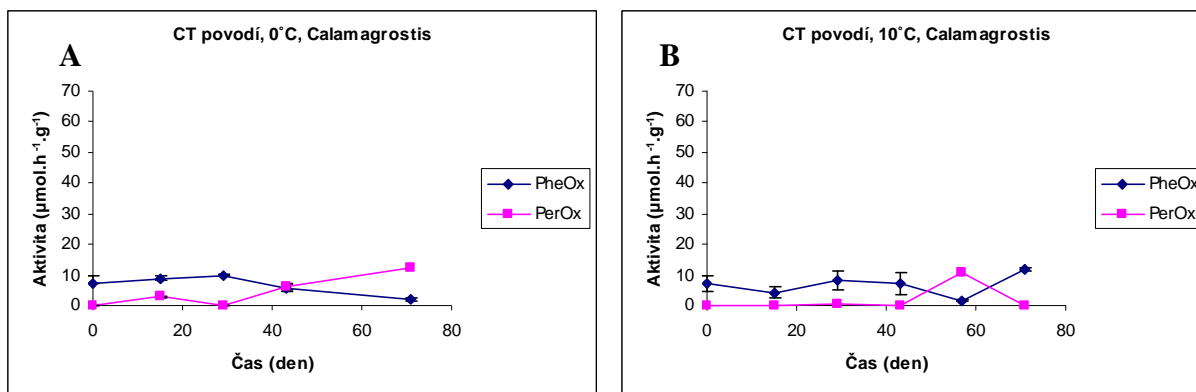 CT povodí, 0˚C, Calamagrostis
A
70
60
50
40
30
20
10
0
0 20 40 60 80
Čas (den)
Aktivita (µmol.h⁻¹.g⁻¹)
PheOx
PerOx
CT povodí, 10˚C, Calamagrostis
B
70
60
50
40
30
20
10
0
0 20 40 60 80
Čas (den)
Aktivita (µmol.h⁻¹.g⁻¹)
PheOx
PerOx